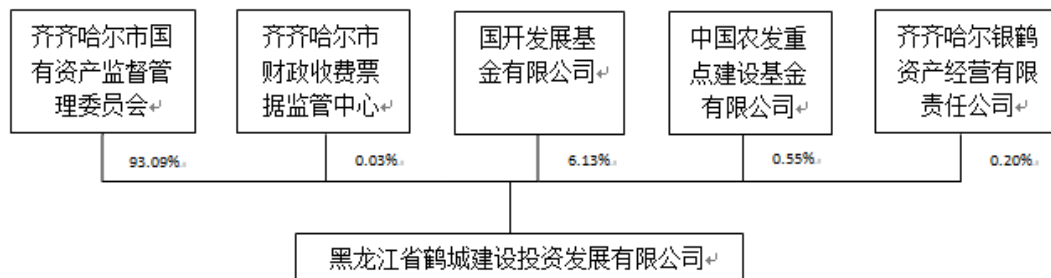 齐齐哈尔市国
有资产监督管
理委员会
齐齐哈尔市
财政收费票
据监管中心
国开发展基
金有限公司
中国农发重
点建设基金
有限公司
齐齐哈尔银鹤
资产经营有限
责任公司
93.09%
0.03%
6.13%
0.55%
0.20%
黑龙江省鹤城建设投资发展有限公司